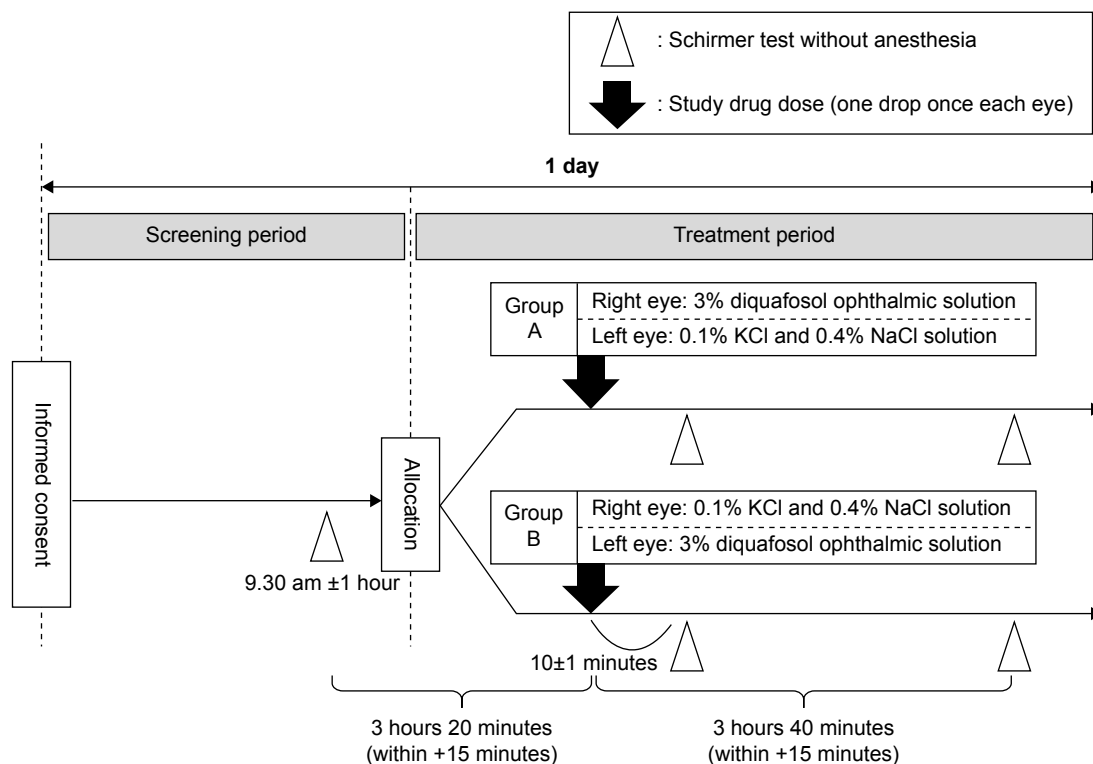 : Schirmer test without anesthesia
: Study drug dose (one drop once each eye)
1 day
Screening period
Treatment period
Group
A
Right eye: 3% diquafosol ophthalmic solution
Left eye: 0.1% KCl and 0.4% NaCl solution
Informed consent
Allocation
Group
B
Right eye: 0.1% KCl and 0.4% NaCl solution
Left eye: 3% diquafosol ophthalmic solution
9.30 am ±1 hour
10±1 minutes
3 hours 20 minutes
(within +15 minutes)
3 hours 40 minutes
(within +15 minutes)